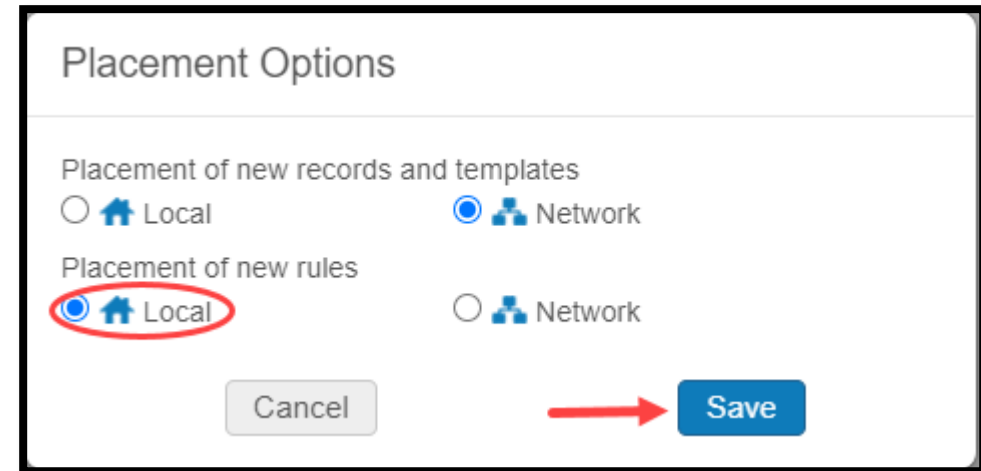 Placement Options
Placement of new records and templates
Local Network
Placement of new rules
Local Network
Cancel Save